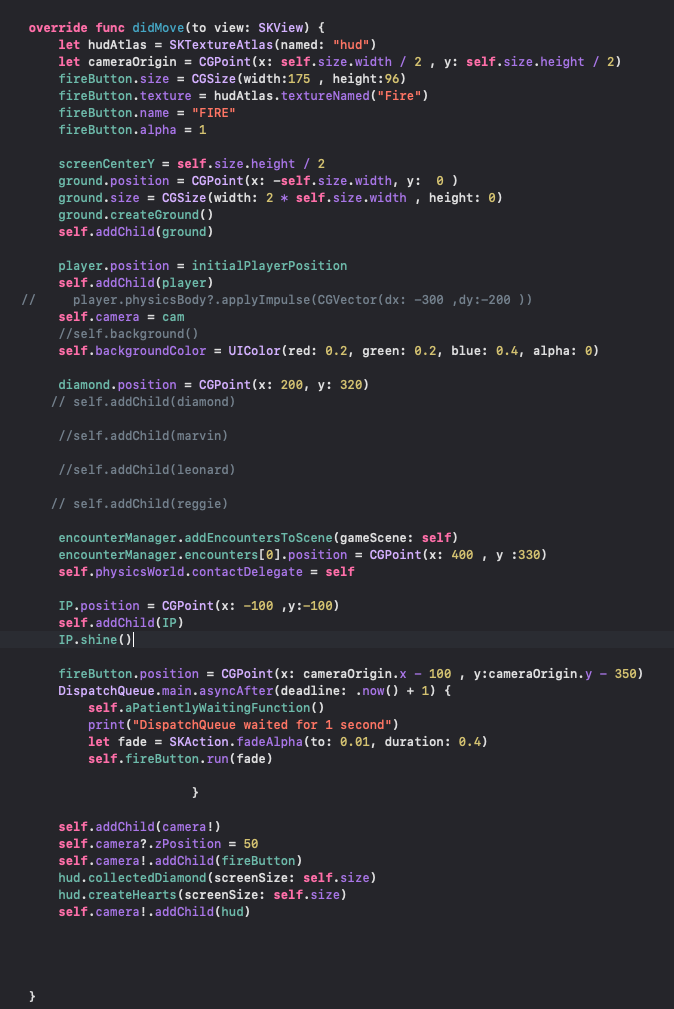 override func didMove(to view: SKView) {
let hudAtlas = SKTextureAtlas(named: "hud")
let cameraOrigin = CGPoint(x: self.size.width / 2 , y: self.size.height / 2)
fireButton.size = CGSize(width:175 , height:96)
fireButton.texture = hudAtlas.textureNamed("Fire")
fireButton.name = "FIRE"
fireButton.alpha = 1
screenCenterY = self.size.height / 2
ground.position = CGPoint(x: -self.size.width, y:  0 )
ground.size = CGSize(width: 2 * self.size.width , height: 0)
ground.createGround()
self.addChild(ground)
player.position = initialPlayerPosition
self.addChild(player)
//     player.physicsBody?.applyImpulse(CGVector(dx: -300 ,dy:-200 ))
self.camera = cam
//self.background()
self.backgroundColor = UIColor(red: 0.2, green: 0.2, blue: 0.4, alpha: 0)
diamond.position = CGPoint(x: 200, y: 320)
// self.addChild(diamond)
//self.addChild(marvin)
//self.addChild(leonard)
// self.addChild(reggie)
encounterManager.addEncountersToScene(gameScene: self)
encounterManager.encounters[0].position = CGPoint(x: 400 , y :330)
self.physicsWorld.contactDelegate = self
IP.position = CGPoint(x: -100 ,y:-100)
self.addChild(IP)
IP.shine()
fireButton.position = CGPoint(x: cameraOrigin.x - 100 , y:cameraOrigin.y - 350)
DispatchQueue.main.asyncAfter(deadline: .now() + 1) {
self.aPatientlyWaitingFunction()
print("DispatchQueue waited for 1 second")
let fade = SKAction.fadeAlpha(to: 0.01, duration: 0.4)
self.fireButton.run(fade)
}
self.addChild(camera!)
self.camera?.zPosition = 50
self.camera!.addChild(fireButton)
hud.collectedDiamond(screenSize: self.size)
hud.createHearts(screenSize: self.size)
self.camera!.addChild(hud)
}